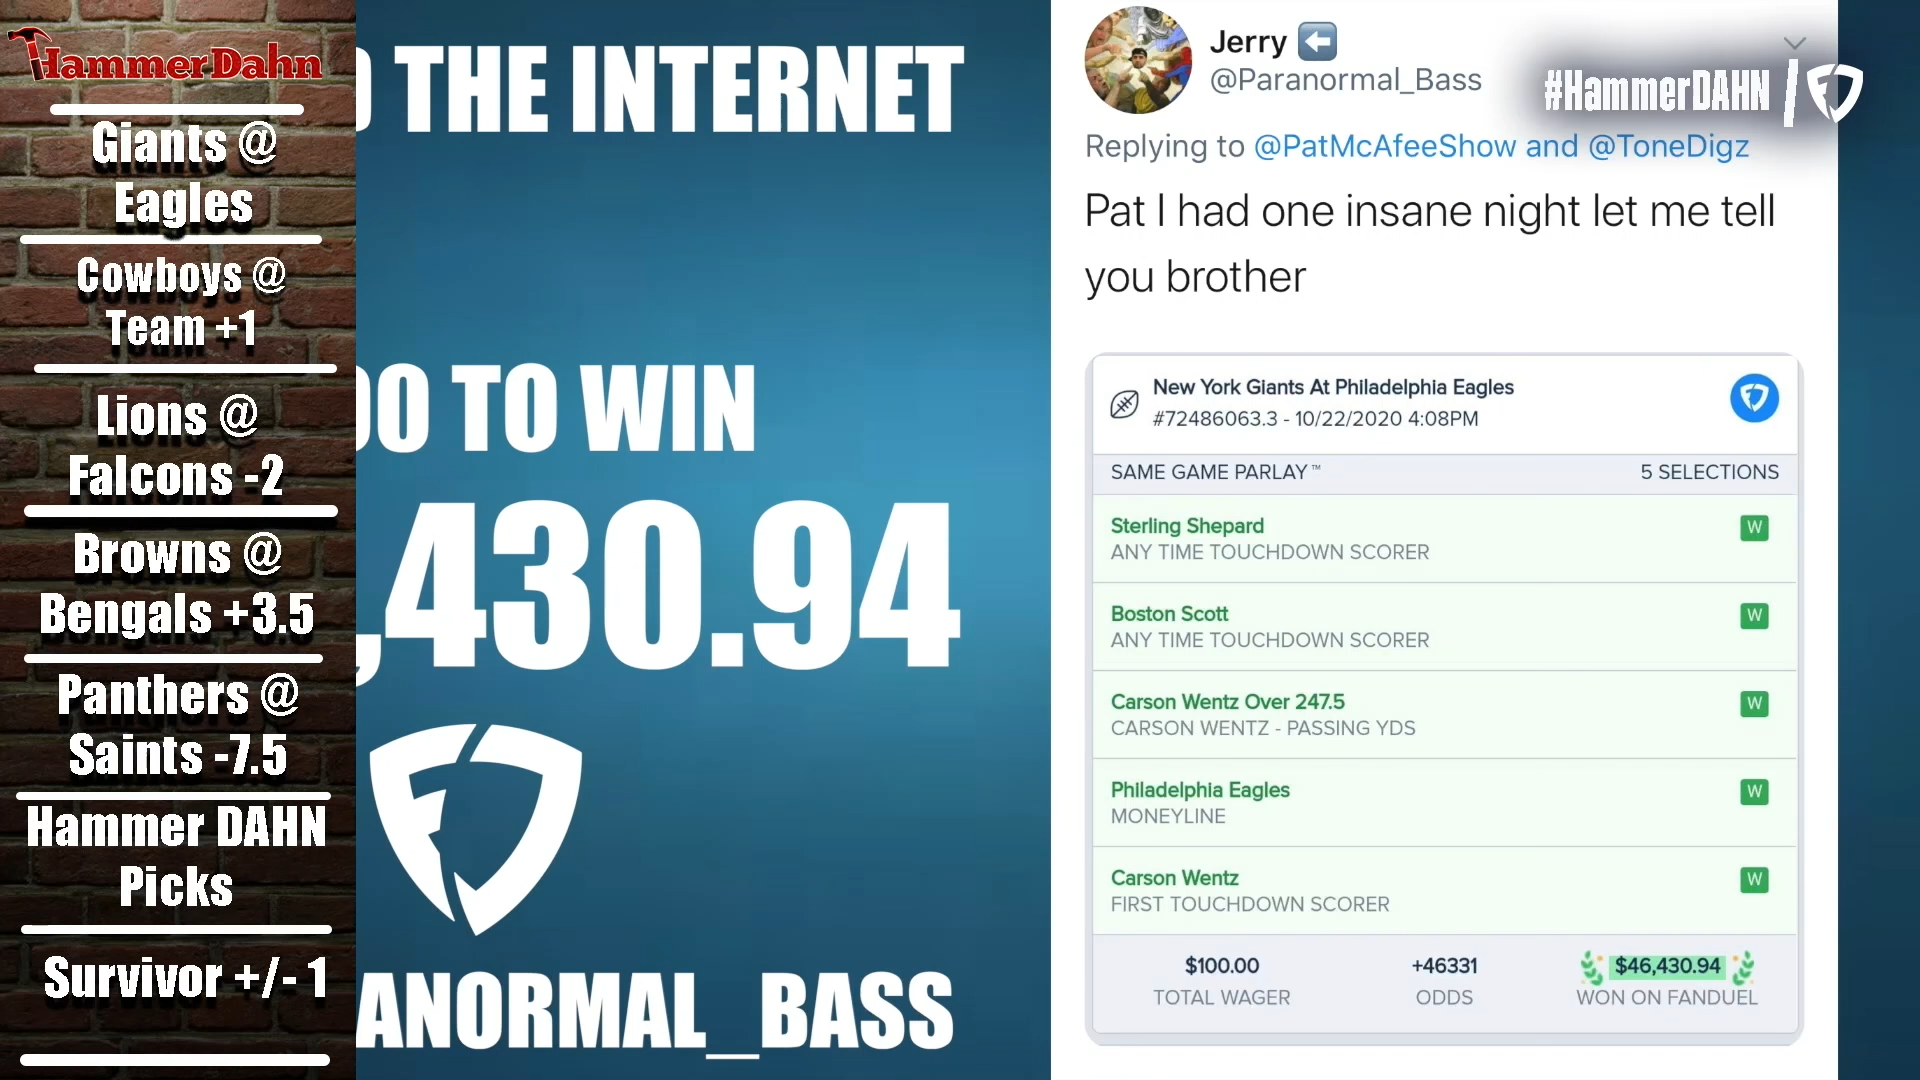 HammerDahn
Giants @
Eagles
Cowboys @
Team +1
Lions @
Falcons -2
Browns @
Bengals +3.5
Panthers @
Saints -7.5
Hammer DAHN
Picks
Survivor +/- 1
THE INTERNET
00 TO WIN
,430.94
ANORMAL_BASS
Jerry
@Paranormal_Bass
#HammerDAHN
Replying to @PatMcAfeeShow and @ToneDigz
Pat I had one insane night let me tell
you brother
New York Giants At Philadelphia Eagles
#72486063.3 - 10/22/2020 4:08PM
SAME GAME PARLAY™ 5 SELECTIONS
Sterling Shepard W
ANY TIME TOUCHDOWN SCORER
Boston Scott W
ANY TIME TOUCHDOWN SCORER
Carson Wentz Over 247.5 W
CARSON WENTZ - PASSING YDS
Philadelphia Eagles W
MONEYLINE
Carson Wentz W
FIRST TOUCHDOWN SCORER
$100.00 +46331 $46,430.94
TOTAL WAGER ODDS WON ON FANDUEL